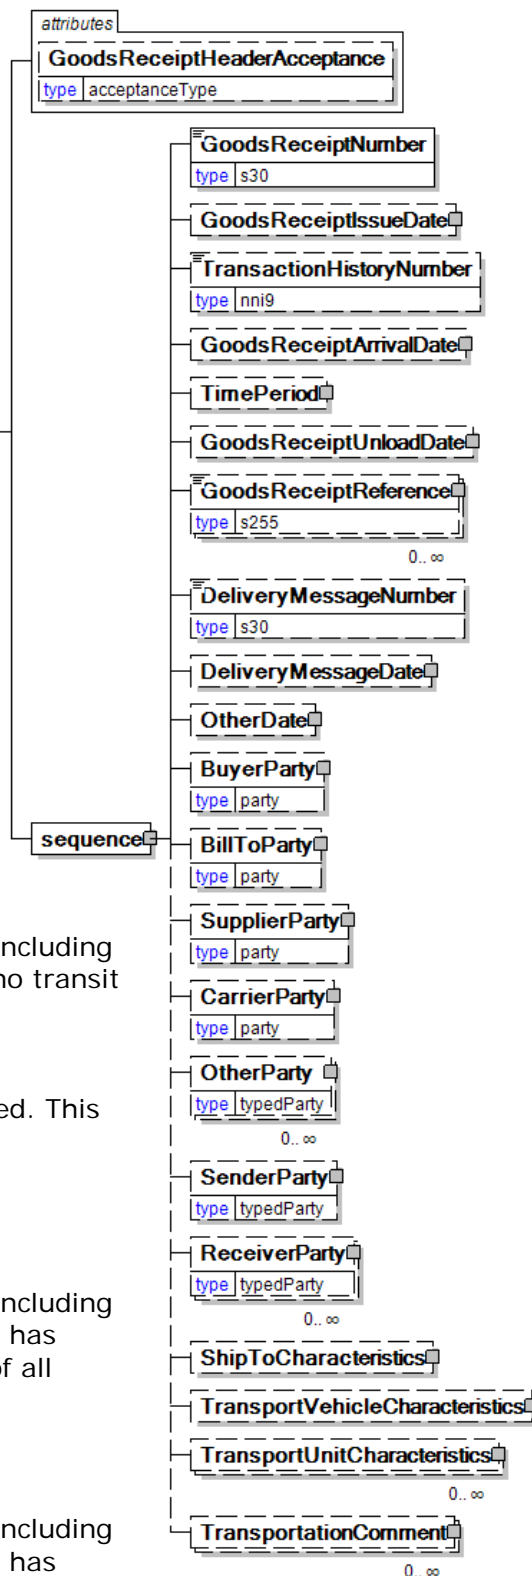 attributes
GoodsReceiptHeaderAcceptance
type acceptanceType
GoodsReceiptNumber
type s30
GoodsReceiptIssueDate
TransactionHistoryNumber
type nni9
GoodsReceiptArrivalDate
TimePeriod
GoodsReceiptUnloadDate
GoodsReceiptReference
type s255
0..∞
DeliveryMessageNumber
type s30
DeliveryMessageDate
OtherDate
BuyerParty
type party
sequence
BillToParty
type party
SupplierParty
type party
ncluding
no transit
CarrierParty
type party
OtherParty
type typedParty
ed. This
0..∞
SenderParty
type typedParty
ReceiverParty
type typedParty
0..∞
ncluding
has
of all
ShipToCharacteristics
TransportVehicleCharacteristics
TransportUnitCharacteristics
0..∞
ncluding
has
TransportationComment
0..∞